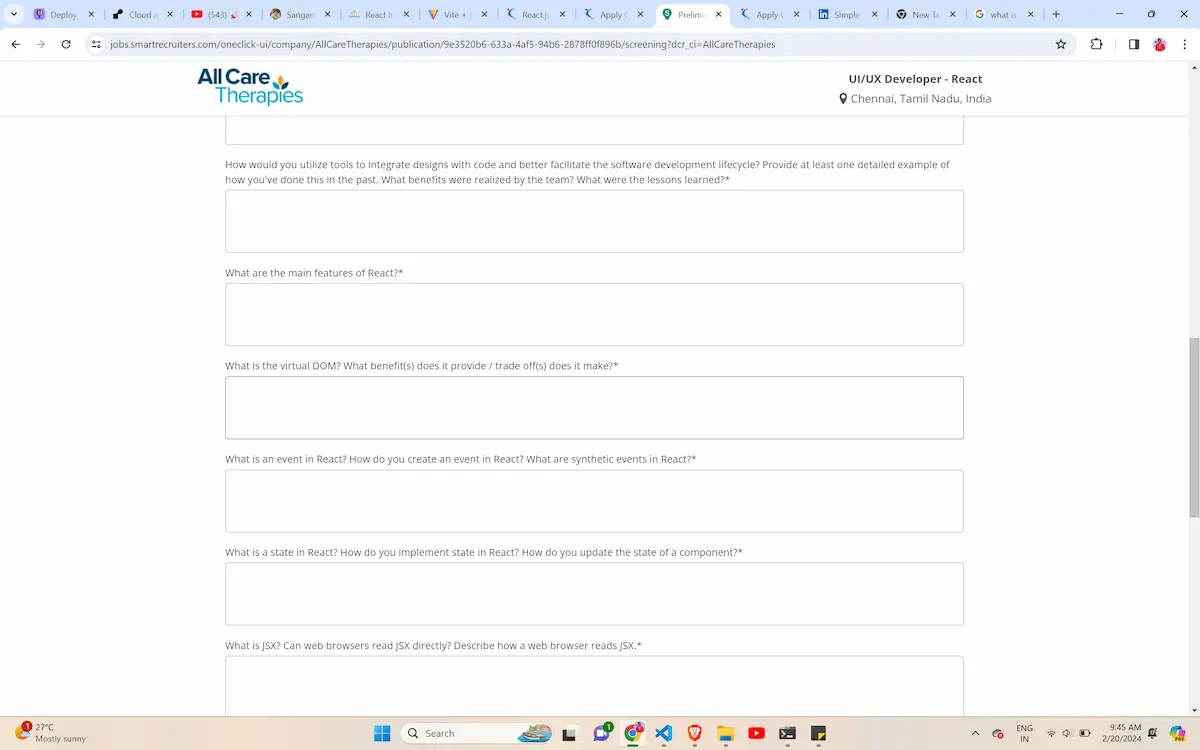 Deploy
Cloud A
(543)
Sangam
React I
Vite +
React.js
Apply
Prelimi
Apply
Simple
New Ta
what is
jobs.smartrecruiters.com/oneclick-ui/company/AllCareTherapies/publication/9e3520b6-633a-4af5-94b6-2878ff0f896b/screening?dcr_ci=AllCareTherapies
All Care
Therapies
UI/UX Developer - React
Chennai, Tamil Nadu, India
How would you utilize tools to integrate designs with code and better facilitate the software development lifecycle? Provide at least one detailed example of
how you've done this in the past. What benefits were realized by the team? What were the lessons learned?*
What are the main features of React?*
What is the virtual DOM? What benefit(s) does it provide / trade off(s) does it make?*
What is an event in React? How do you create an event in React? What are synthetic events in React?*
What is a state in React? How do you implement state in React? How do you update the state of a component?*
What is JSX? Can web browsers read JSX directly? Describe how a web browser reads JSX.*
1
27°C
Mostly sunny
Search
1
ENG
IN
9:45 AM
2/20/2024
PRE